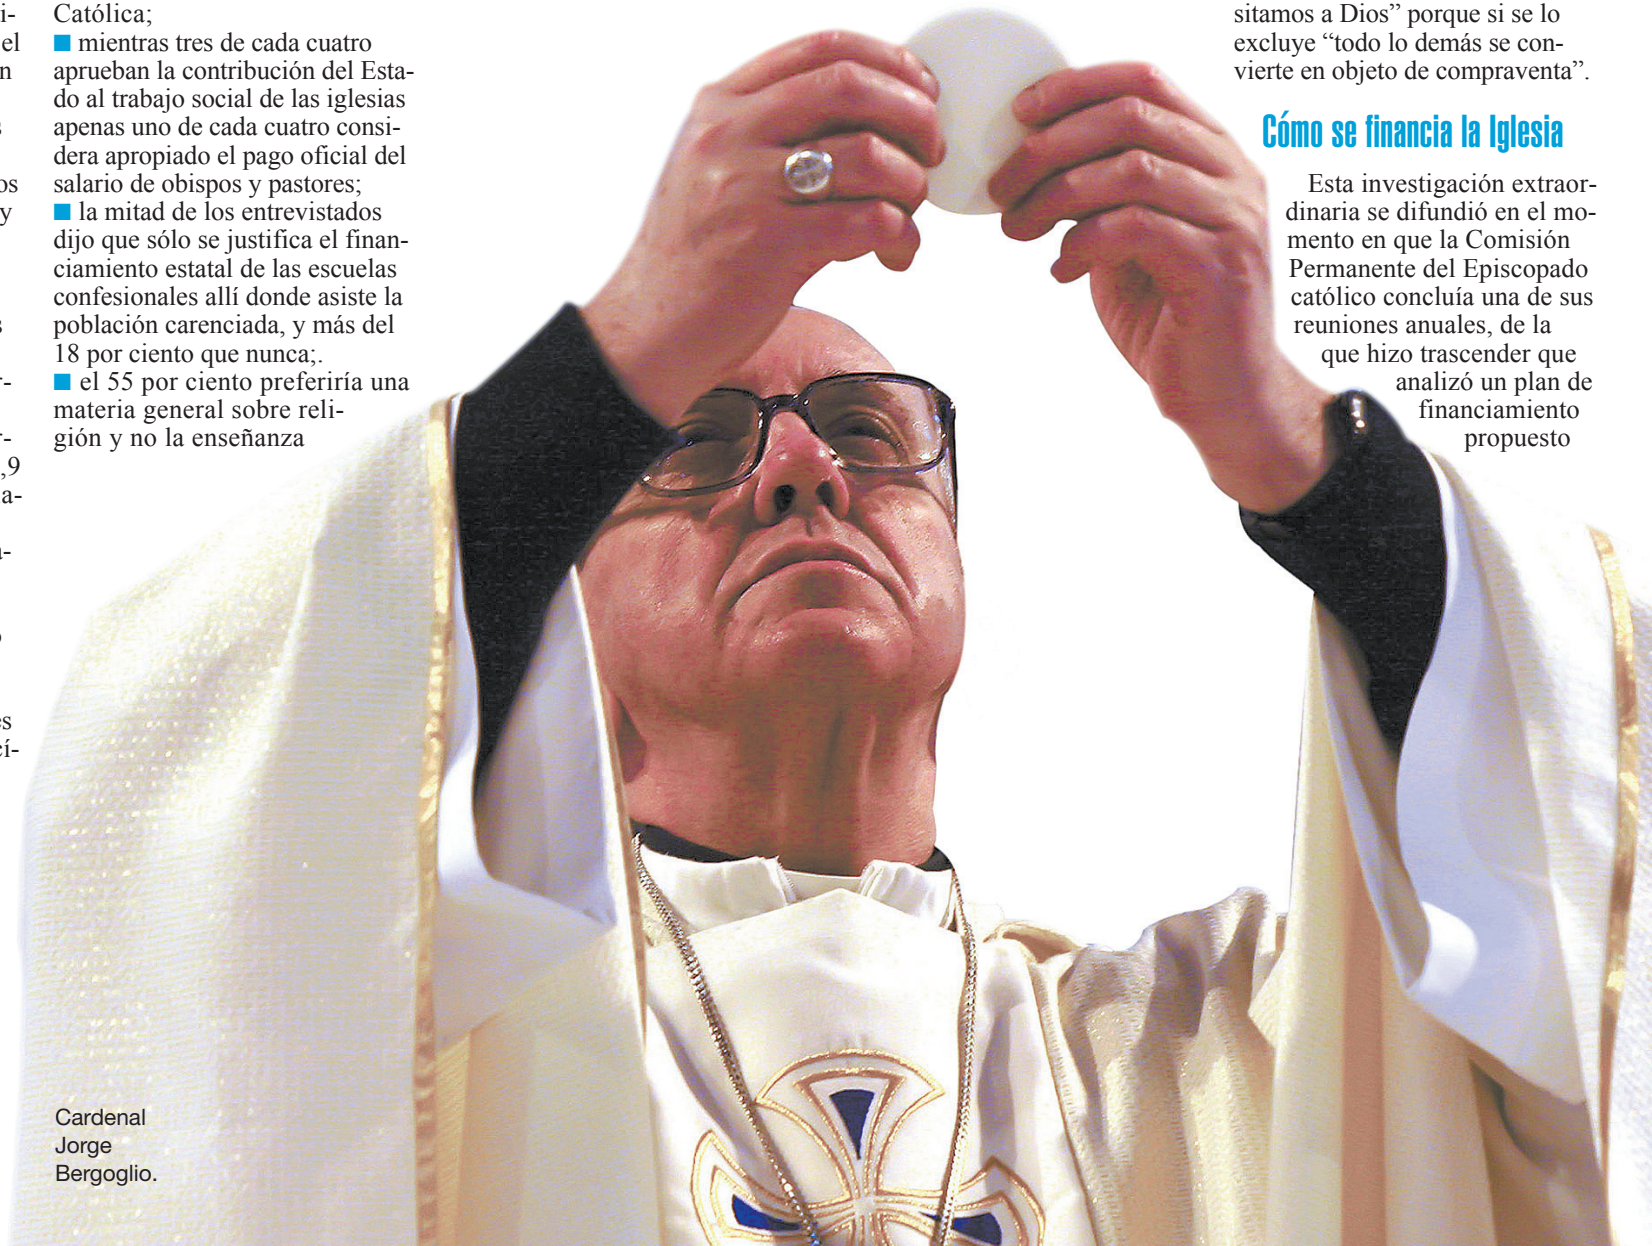 Católica;
■ mientras tres de cada cuatro
aprueban la contribución del Esta-
do al trabajo social de las iglesias
apenas uno de cada cuatro consi-
dera apropiado el pago oficial del
salario de obispos y pastores;
■ la mitad de los entrevistados
dijo que sólo se justifica el finan-
ciamiento estatal de las escuelas
confesionales allí donde asiste la
población carenciada, y más del
18 por ciento que nunca;.
■ el 55 por ciento preferiría una
materia general sobre reli-
gión y no la enseñanza
sitamos a Dios” porque si se lo
excluye “todo lo demás se con-
vierte en objeto de compraventa”.
Cómo se financia la Iglesia
Esta investigación extraor-
dinaria se difundió en el mo-
mento en que la Comisión
Permanente del Episcopado
católico concluía una de sus
reuniones anuales, de la
que hizo trascender que
analizó un plan de
financiamiento
propuesto
Cardenal
Jorge
Bergoglio.